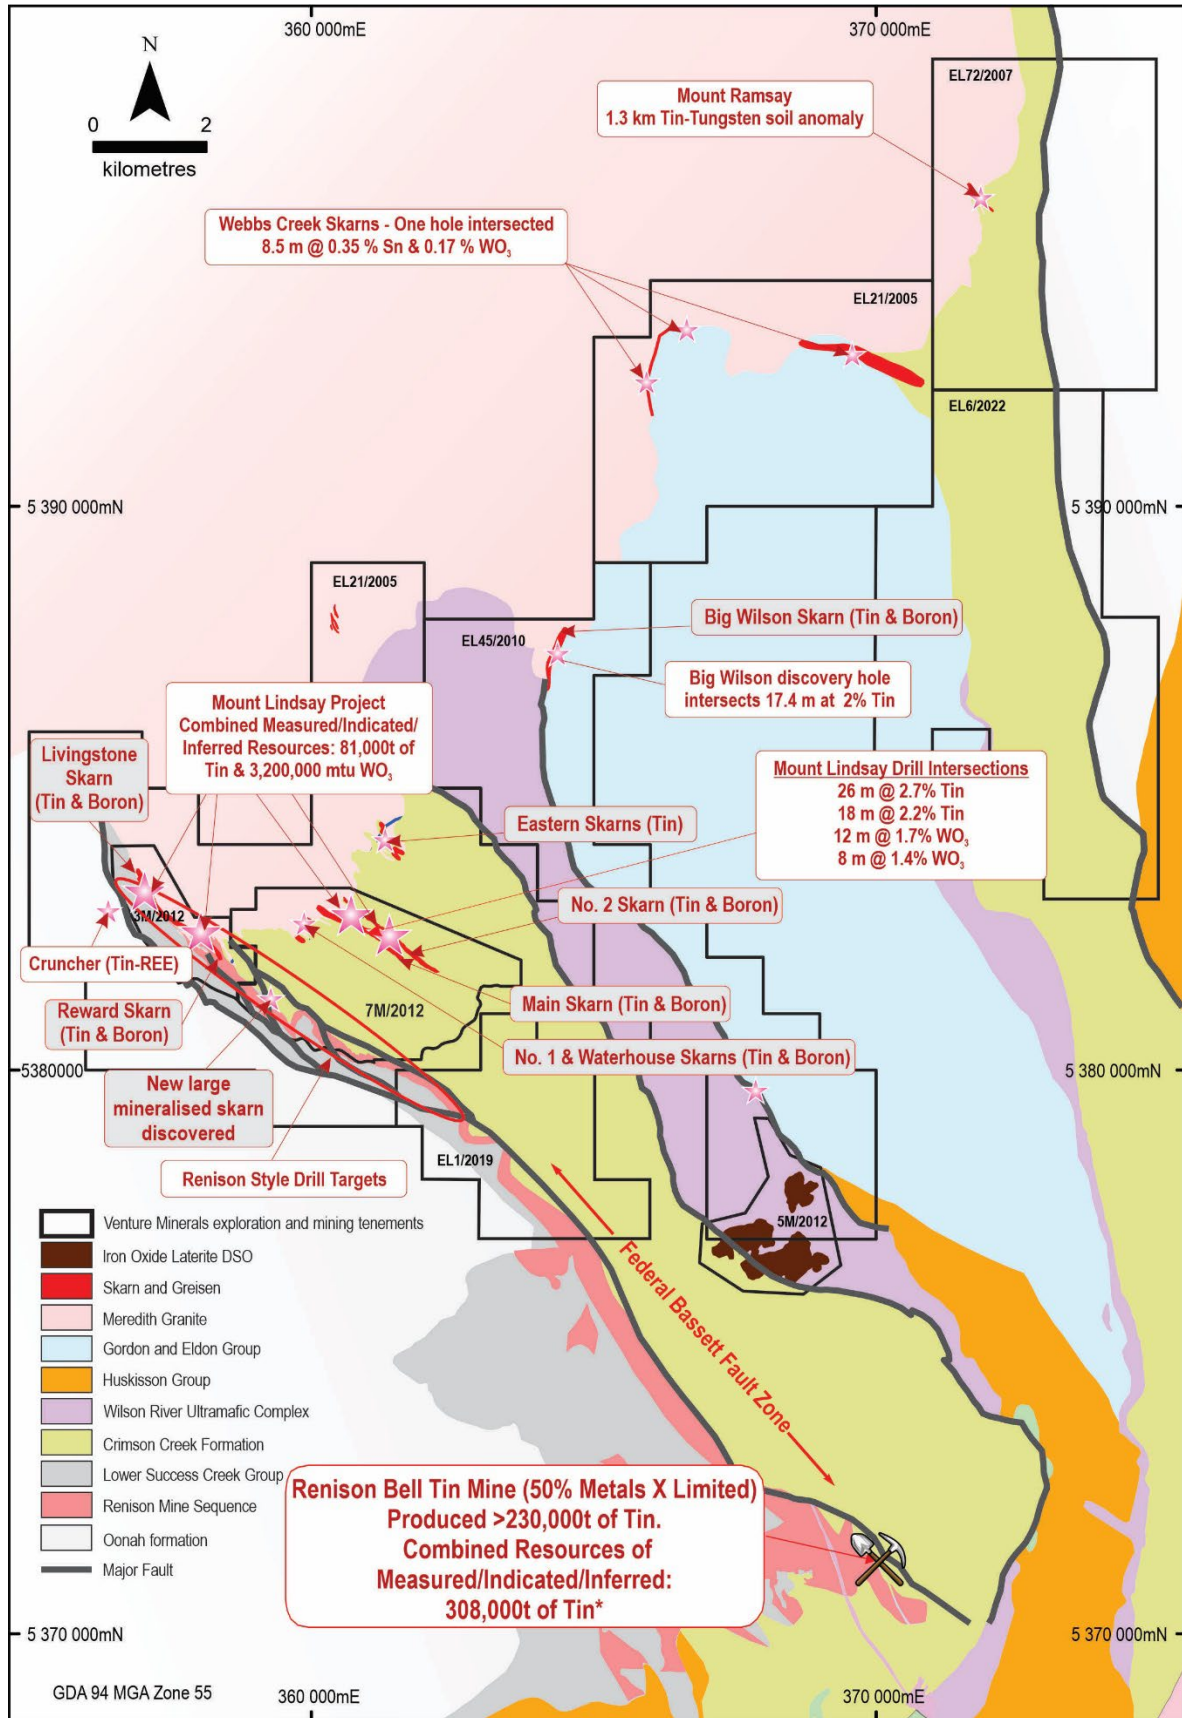 360 000mE
370 000mE
N
0 2
kilometres
EL72/2007
Mount Ramsay
1.3 km Tin-Tungsten soil anomaly
Webbs Creek Skarns - One hole intersected
8.5 m @ 0.35 % Sn & 0.17 % WO₃
EL21/2005
EL6/2022
5 390 000mN
5 390 000mN
EL21/2005
EL45/2010
Big Wilson Skarn (Tin & Boron)
Big Wilson discovery hole
intersects 17.4 m at 2% Tin
Mount Lindsay Project
Combined Measured/Indicated/
Inferred Resources: 81,000t of
Tin & 3,200,000 mtu WO₃
Livingstone
Skarn
(Tin & Boron)
Mount Lindsay Drill Intersections
26 m @ 2.7% Tin
18 m @ 2.2% Tin
12 m @ 1.7% WO₃
8 m @ 1.4% WO₃
Eastern Skarns (Tin)
No. 2 Skarn (Tin & Boron)
3M/2012
Cruncher (Tin-REE)
Main Skarn (Tin & Boron)
7M/2012
Reward Skarn
(Tin & Boron)
No. 1 & Waterhouse Skarns (Tin & Boron)
5380000
5 380 000mN
New large
mineralised skarn
discovered
EL1/2019
Renison Style Drill Targets
5M/2012
Federal Bassett Fault Zone
Venture Minerals exploration and mining tenements
Iron Oxide Laterite DSO
Skarn and Greisen
Meredith Granite
Gordon and Eldon Group
Huskisson Group
Wilson River Ultramafic Complex
Crimson Creek Formation
Lower Success Creek Group
Renison Mine Sequence
Oonah formation
Major Fault
Renison Bell Tin Mine (50% Metals X Limited)
Produced >230,000t of Tin.
Combined Resources of
Measured/Indicated/Inferred:
308,000t of Tin*
5 370 000mN
5 370 000mN
GDA 94 MGA Zone 55
360 000mE
370 000mE